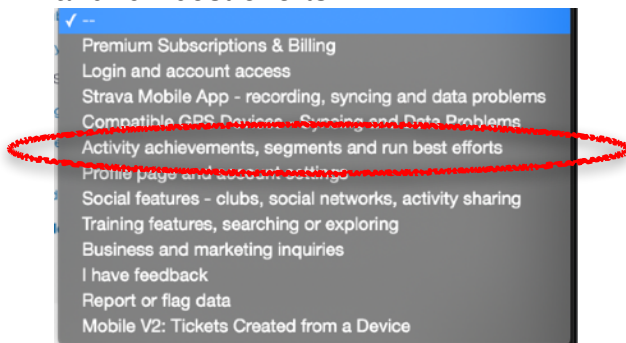 ✓ --
Premium Subscriptions & Billing
Login and account access
Strava Mobile App - recording, syncing and data problems
Compatible GPS Devices - Syncing and Data Problems
Activity achievements, segments and run best efforts
Profile page and account settings
Social features - clubs, social networks, activity sharing
Training features, searching or exploring
Business and marketing inquiries
I have feedback
Report or flag data
Mobile V2: Tickets Created from a Device